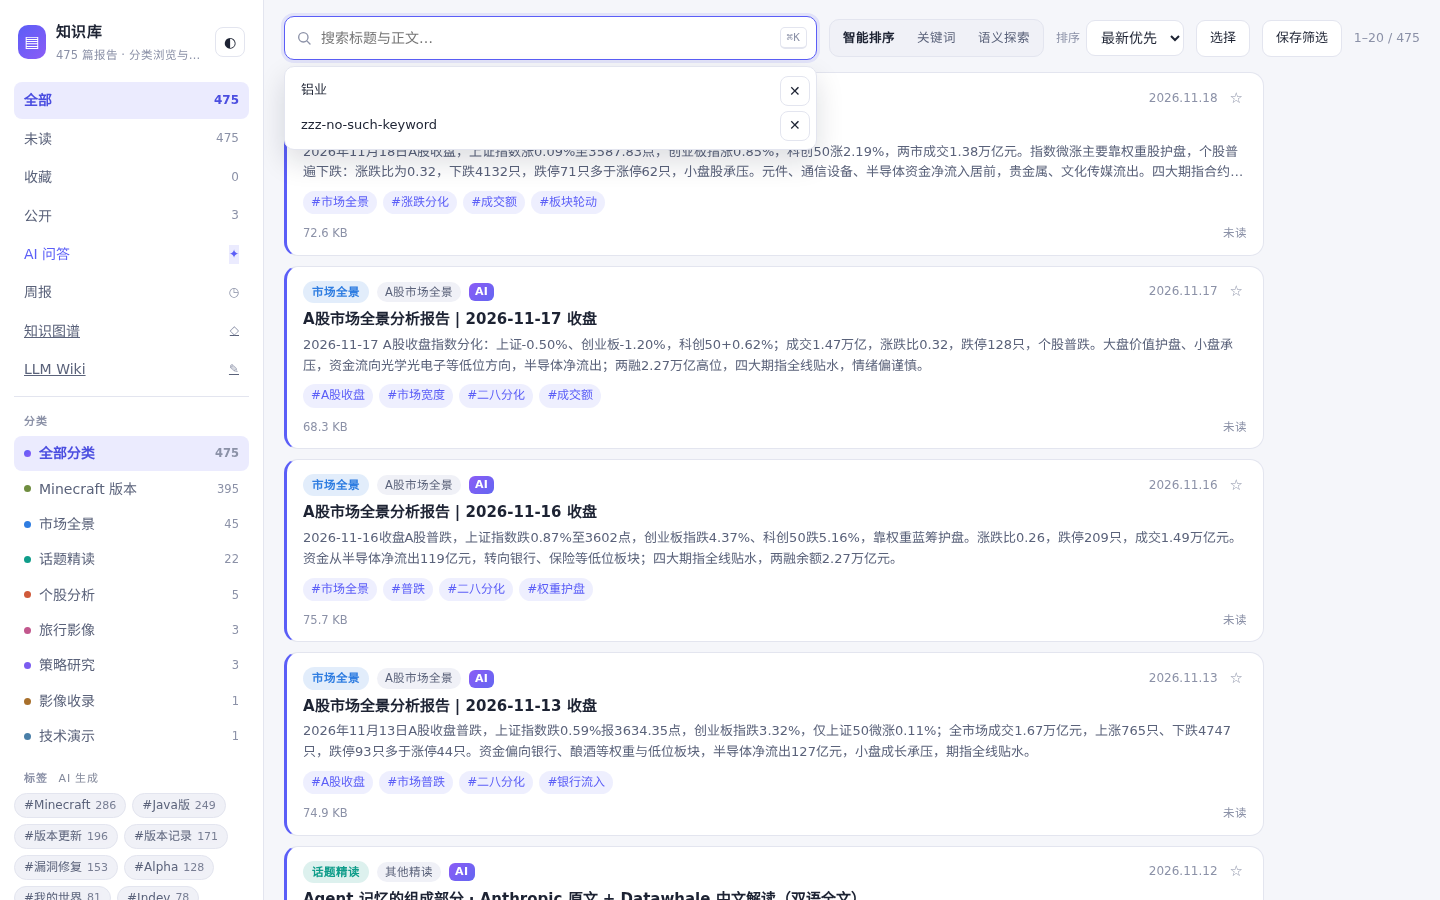 知识库
475 篇报告 · 分类浏览与…
全部 475
未读 475
收藏 0
公开 3
AI 问答
周报
知识图谱
LLM Wiki
分类
全部分类 475
Minecraft 版本 395
市场全景 45
话题精读 22
个股分析 5
旅行影像 3
策略研究 3
影像收录 1
技术演示 1
标签 AI 生成
#Minecraft 286 #Java版 249
#版本更新 196 #版本记录 171
#漏洞修复 153 #Alpha 128
#我的世界 81 #Index 78
搜索标题与正文… ⌘K
智能排序 关键词 语义探索 排序 最新优先 选择 保存筛选 1–20 / 475
铝业 ✕
zzz-no-such-keyword ✕
2026.11.18 ☆
2026年11月18日A股收盘，上证指数涨0.09%至3587.83点，创业板指涨0.85%，科创50涨2.19%，两市成交1.38万亿元。指数微涨主要靠权重股护盘，个股普
遍下跌：涨跌比为0.32，下跌4132只，跌停71只多于涨停62只，小盘股承压。元件、通信设备、半导体资金净流入居前，贵金属、文化传媒流出。四大期指合约…
#市场全景 #涨跌分化 #成交额 #板块轮动
72.6 KB 未读
市场全景 A股市场全景 AI 2026.11.17 ☆
A股市场全景分析报告 | 2026-11-17 收盘
2026-11-17 A股收盘指数分化：上证-0.50%、创业板-1.20%，科创50+0.62%；成交1.47万亿，涨跌比0.32，跌停128只，个股普跌。大盘价值护盘、小盘承
压，资金流向光学光电子等低位方向，半导体净流出；两融2.27万亿高位，四大期指全线贴水，情绪偏谨慎。
#A股收盘 #市场宽度 #二八分化 #成交额
68.3 KB 未读
市场全景 A股市场全景 AI 2026.11.16 ☆
A股市场全景分析报告 | 2026-11-16 收盘
2026-11-16收盘A股普跌，上证指数跌0.87%至3602点，创业板指跌4.37%、科创50跌5.16%，靠权重蓝筹护盘。涨跌比0.26，跌停209只，成交1.49万亿元。
资金从半导体净流出119亿元，转向银行、保险等低位板块；四大期指全线贴水，两融余额2.27万亿元。
#市场全景 #普跌 #二八分化 #权重护盘
75.7 KB 未读
市场全景 A股市场全景 AI 2026.11.13 ☆
A股市场全景分析报告 | 2026-11-13 收盘
2026年11月13日A股收盘普跌，上证指数跌0.59%报3634.35点，创业板指跌3.32%，仅上证50微涨0.11%；全市场成交1.67万亿元，上涨765只、下跌4747
只，跌停93只多于涨停44只。资金偏向银行、酿酒等权重与低位板块，半导体净流出127亿元，小盘成长承压，期指全线贴水。
#A股收盘 #市场普跌 #二八分化 #银行流入
74.9 KB 未读
话题精读 其他精读 AI 2026.11.12 ☆
Agent 记忆的组成部分 · Anthropic 原文 + Datawhale 中文解读（双语全文）